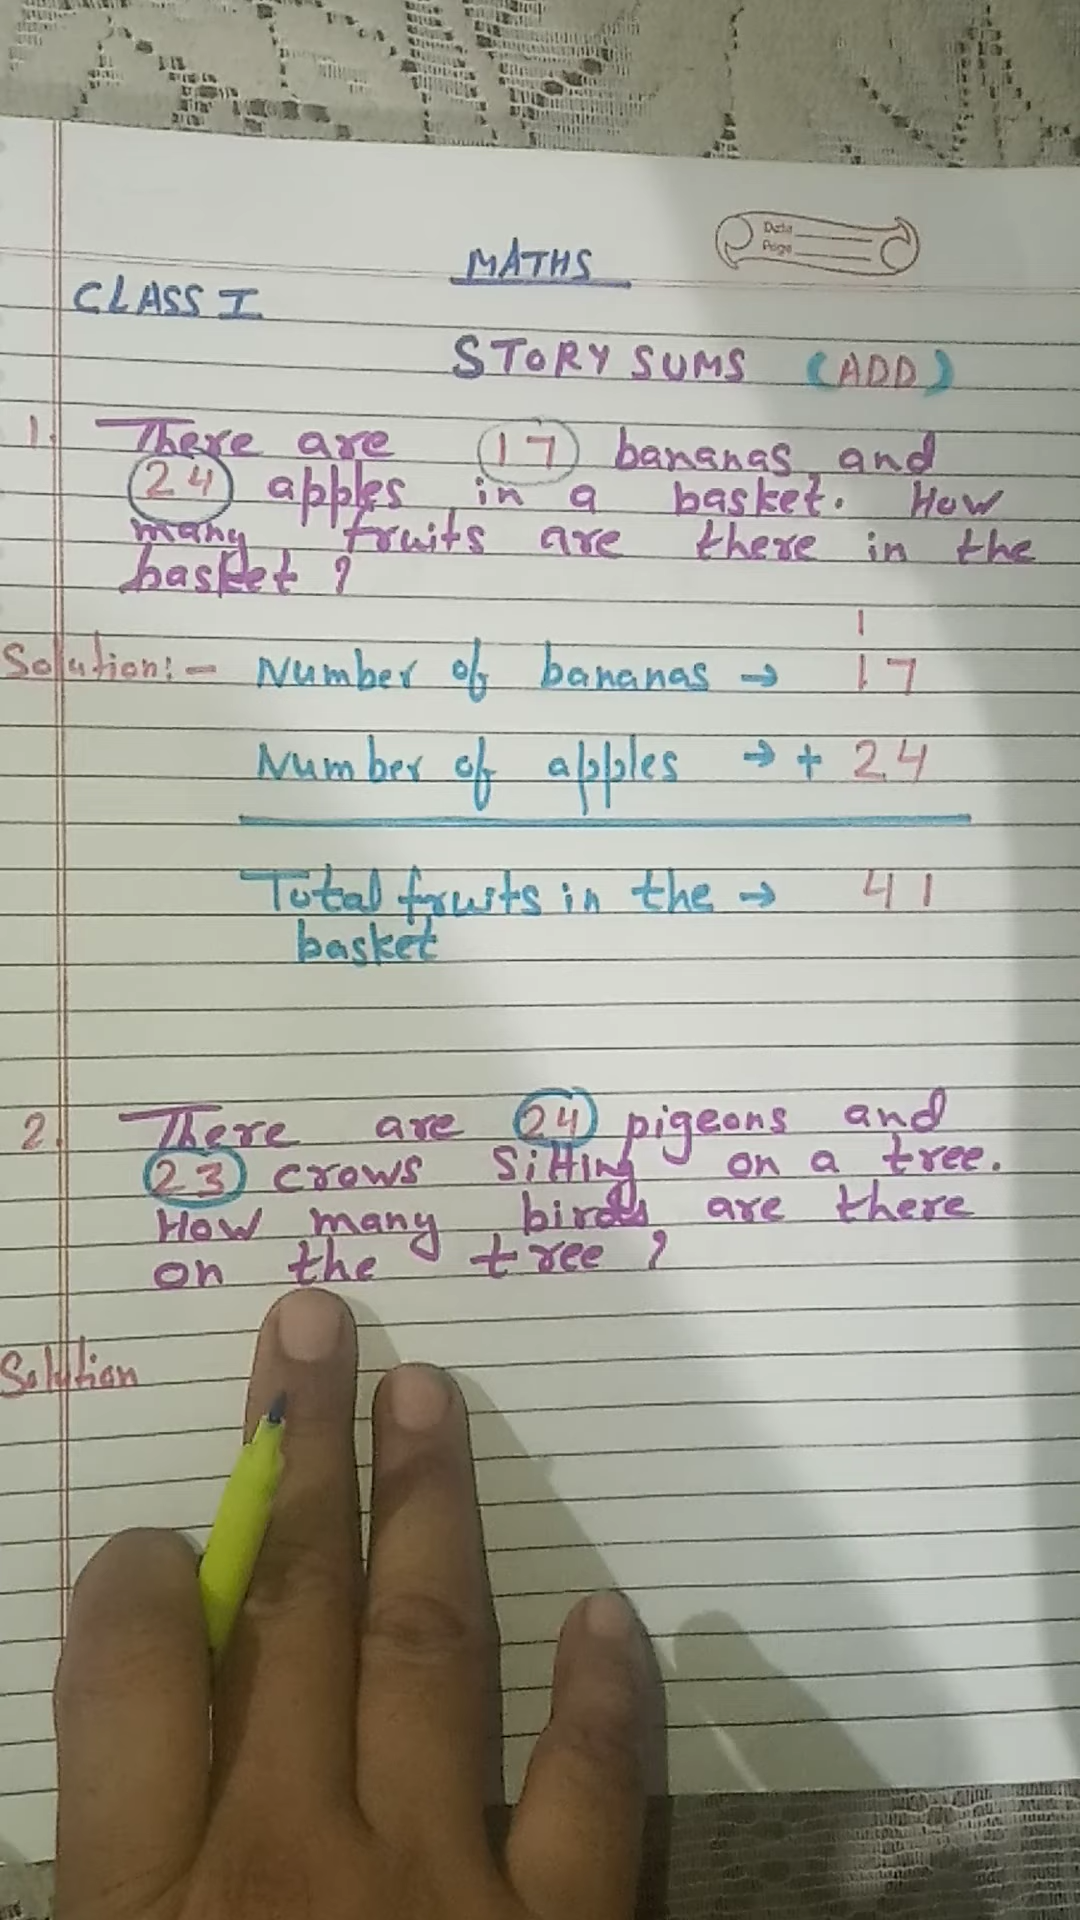 Date
Page
MATHS
CLASS I
STORY SUMS (ADD)
1. There are 17 bananas and
24 apples in a basket. How
many fruits are there in the
basket ?
1
Solution:- Number of bananas → 17
Number of apples → + 24
Total fruits in the → 41
basket
2. There are 24 pigeons and
23 crows sitting on a tree.
How many birds are there
on the tree ?
Solution